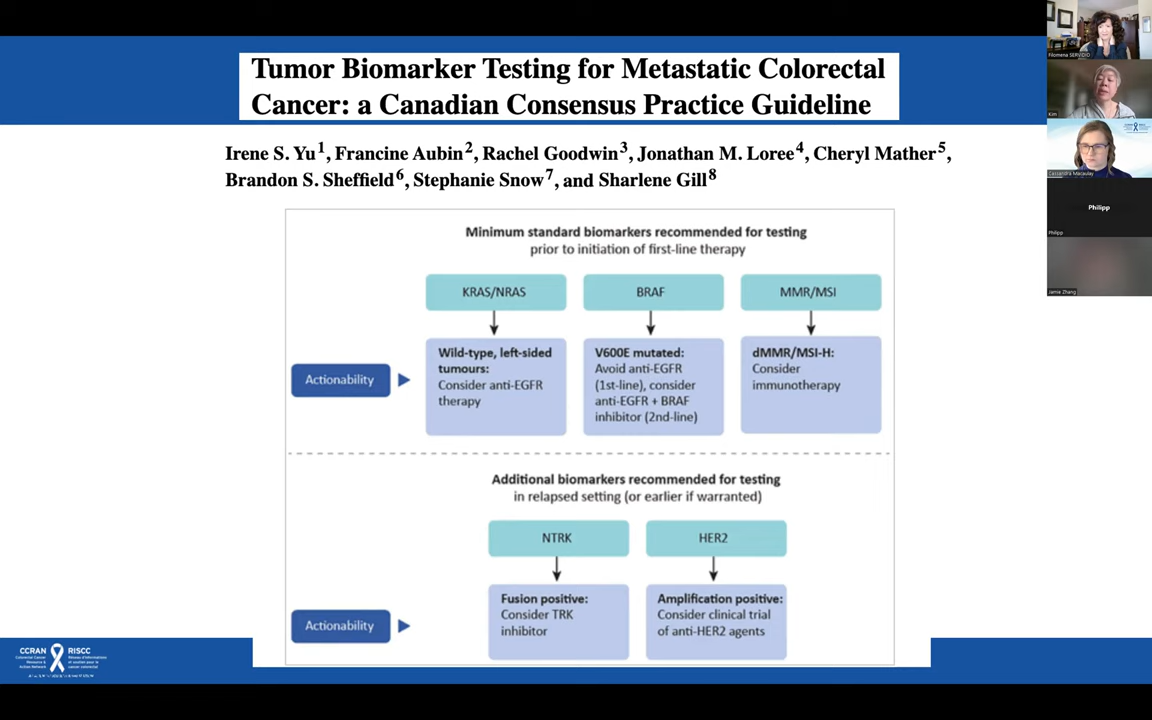 Tumor Biomarker Testing for Metastatic Colorectal
Cancer: a Canadian Consensus Practice Guideline
Irene S. Yu1, Francine Aubin2, Rachel Goodwin3, Jonathan M. Loree4, Cheryl Mather5,
Brandon S. Sheffield6, Stephanie Snow7, and Sharlene Gill8
Minimum standard biomarkers recommended for testing
prior to initiation of first-line therapy
KRAS/NRAS
BRAF
MMR/MSI
Actionability
Wild-type, left-sided
tumours:
Consider anti-EGFR
therapy
V600E mutated:
Avoid anti-EGFR
(1st-line), consider
anti-EGFR + BRAF
inhibitor (2nd-line)
dMMR/MSI-H:
Consider
immunotherapy
Additional biomarkers recommended for testing
in relapsed setting (or earlier if warranted)
NTRK
HER2
Actionability
Fusion positive:
Consider TRK
inhibitor
Amplification positive:
Consider clinical trial
of anti-HER2 agents
CCRAN
Colorectal Cancer
Resource &
Action Network
RISCC
Réseau d'informations
et soutien pour le
cancer colorectal
Filomena SERVIDIO
Kim
Cassandra Macaulay
Philipp
Philipp
Jamie Zhang